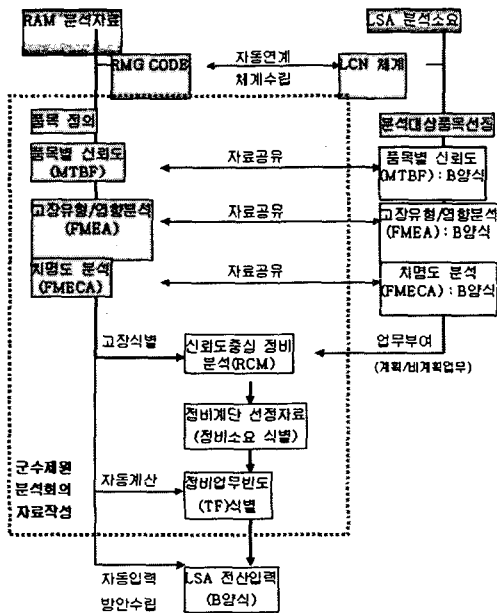 RAM 분석자료
LSA 분석소요
RMG CODE
자동연계
체계수립
LCN 체계
품목 정의
분석대상품목선정
품목별 신뢰도
(MTBF)
자료공유
품목별 신뢰도
(MTBF) : B양식
고장유형/영향분석
(FMEA)
자료공유
고장유형/영향분석
(FMEA) : B양식
치명도 분석
(FMECA)
자료공유
치명도 분석
(FMECA) : B양식
고장식별
신뢰도중심 정비
분석(RCM)
업무부여
(계획/비계획업무)
정비계단 선정자료
(정비소요 식별)
군수제원
분석회의
자료작성
자동계산
정비업무빈도
(TF)식별
자동입력
방안수립
LSA 전산입력
(B양식)